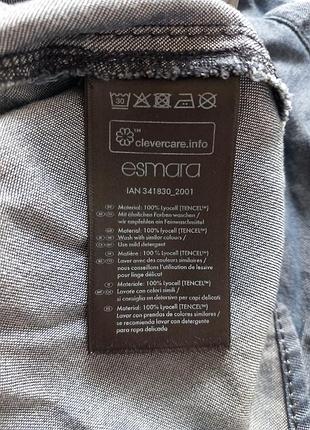 30
clevercare.info
esmara
IAN 341830_2001
Material: 100% Lyocell (TENCEL™)
Mit ähnlichen Farben waschen /
wir empfehlen ein Feinwaschmittel
Material: 100% Lyocell (TENCEL™)
Wash with similar colours /
Use mild detergent
Matière : 100 % Lyocell (TENCEL™)
Laver avec des couleurs similaires /
nous conseillons l'utilisation de lessive
pour linge délicat
Materiale: 100% Lyocell (TENCEL™)
Lavare con colori simili /
si consiglia un detersivo per capi delicati
Material: 100% Lyocell (TENCEL™)
Lavar con prendas de colores similares /
se recomienda lavar con detergente
para ropa delicada